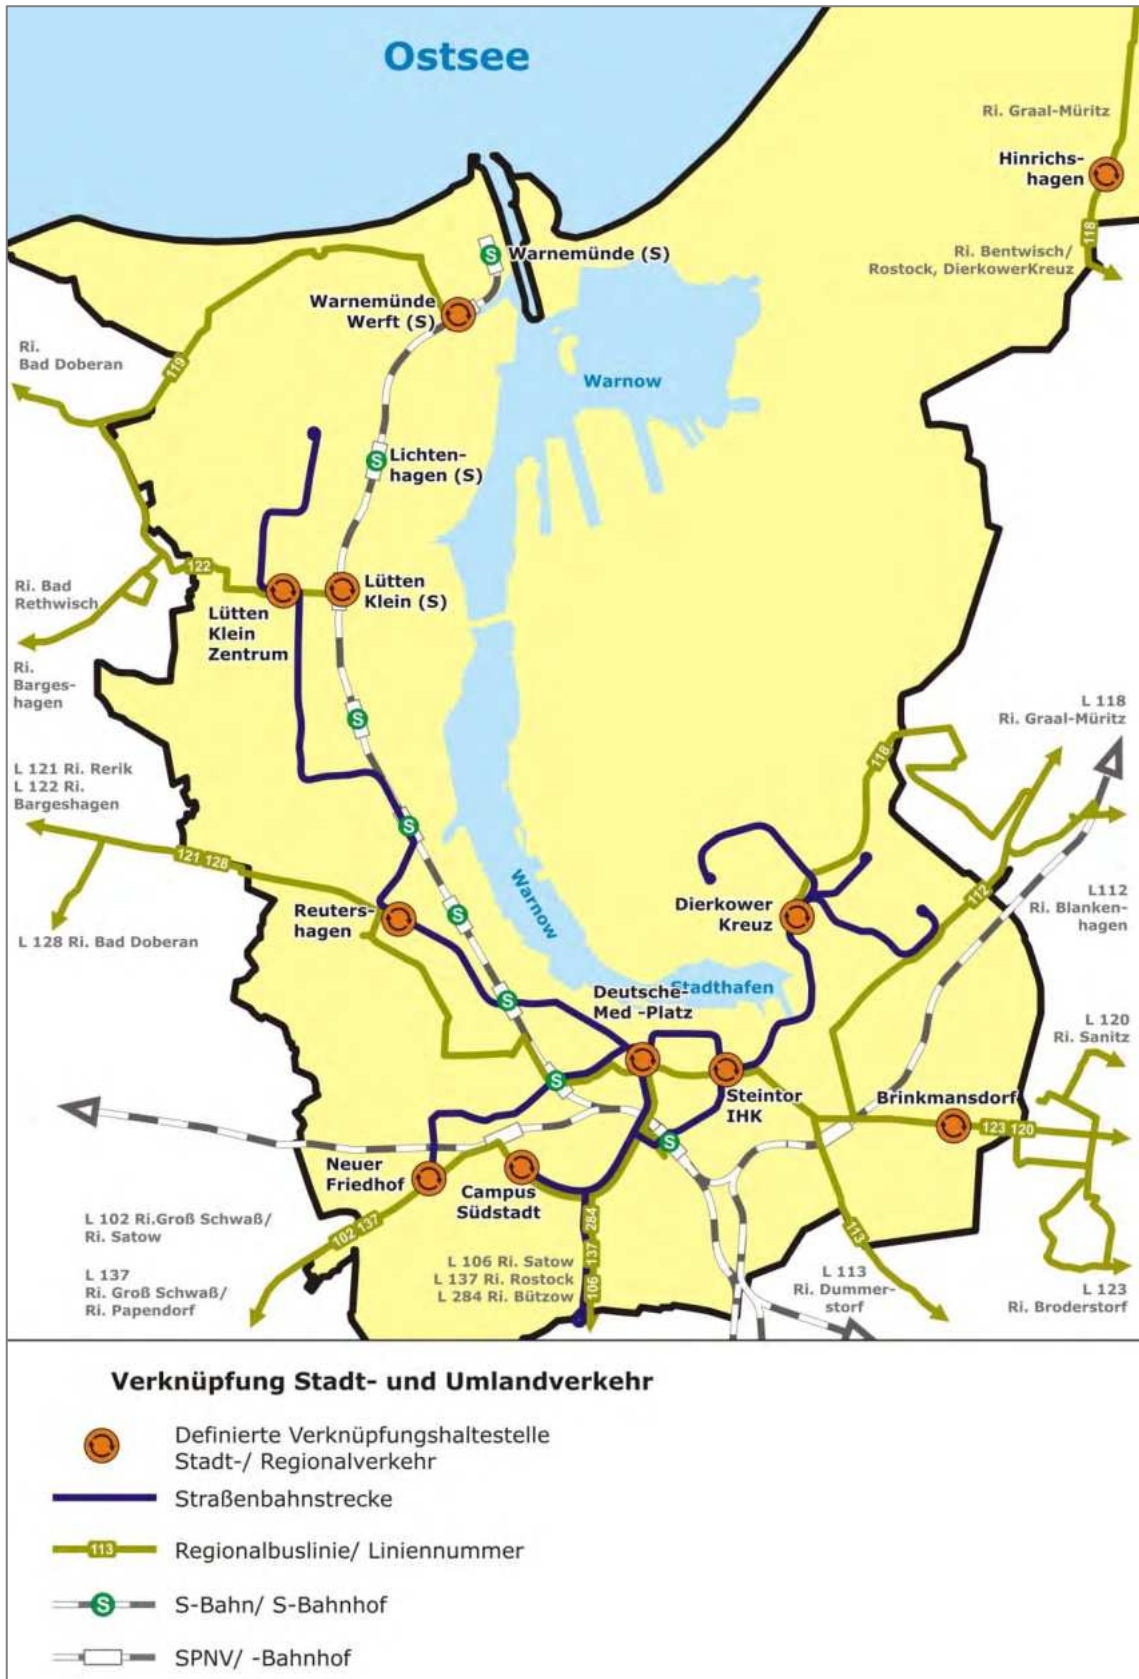 Ostsee
Ri. Graal-Müritz
Hinrichs-
hagen
118
Ri. Bentwisch/
Rostock, DierkowerKreuz
S
Warnemünde (S)
Warnemünde
Werft (S)
Ri.
Bad Doberan
119
Warnow
S
Lichten-
hagen (S)
122
Ri. Bad
Rethwisch
Lütten
Klein (S)
Lütten
Klein
Zentrum
Ri.
Barges-
hagen
S
L 118
Ri. Graal-Müritz
118
L 121 Ri. Rerik
L 122 Ri.
Bargeshagen
S
121 128
Warnow
S
Reuters-
hagen
Dierkower
Kreuz
112
L112
Ri. Blanken-
hagen
L 128 Ri. Bad Doberan
Stadthafen
Deutsche-
Med -Platz
S
L 120
Ri. Sanitz
S
Steintor
IHK
Brinkmansdorf
123 120
S
Neuer
Friedhof
Campus
Südstadt
L 102 Ri.Groß Schwaß/
Ri. Satow
102 137
L 137
Ri. Groß Schwaß/
Ri. Papendorf
L 106 Ri. Satow
L 137 Ri. Rostock
L 284 Ri. Bützow
106 137 284
113
L 113
Ri. Dummer-
storf
L 123
Ri. Broderstorf
Verknüpfung Stadt- und Umlandverkehr
Definierte Verknüpfungshaltestelle
Stadt-/ Regionalverkehr
Straßenbahnstrecke
113
Regionalbuslinie/ Liniennummer
S
S-Bahn/ S-Bahnhof
SPNV/ -Bahnhof